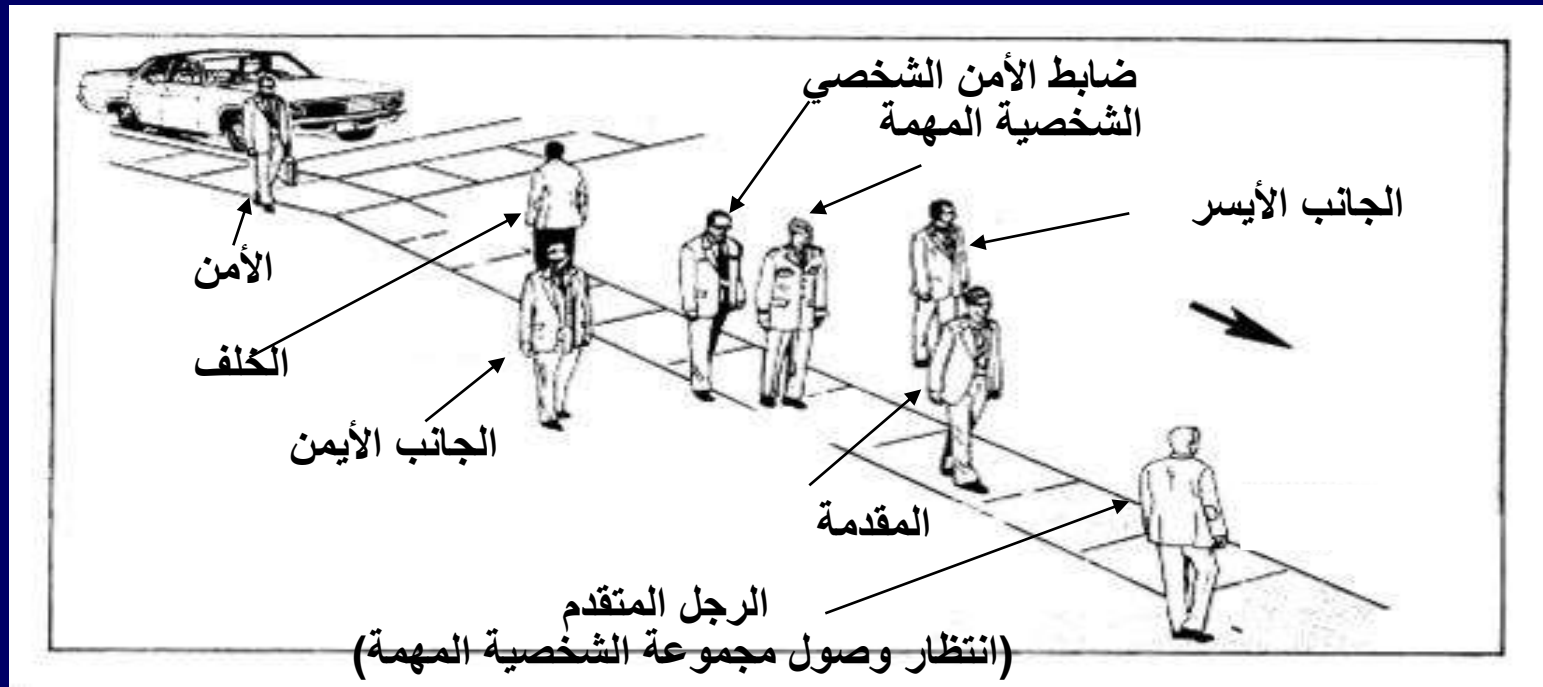 ضابط الأمن الشخصي
الشخصية المهمة
الجانب الأيسر
الأمن
الخلف
الجانب الأيمن
المقدمة
الرجل المتقدم
(انتظار وصول مجموعة الشخصية المهمة)